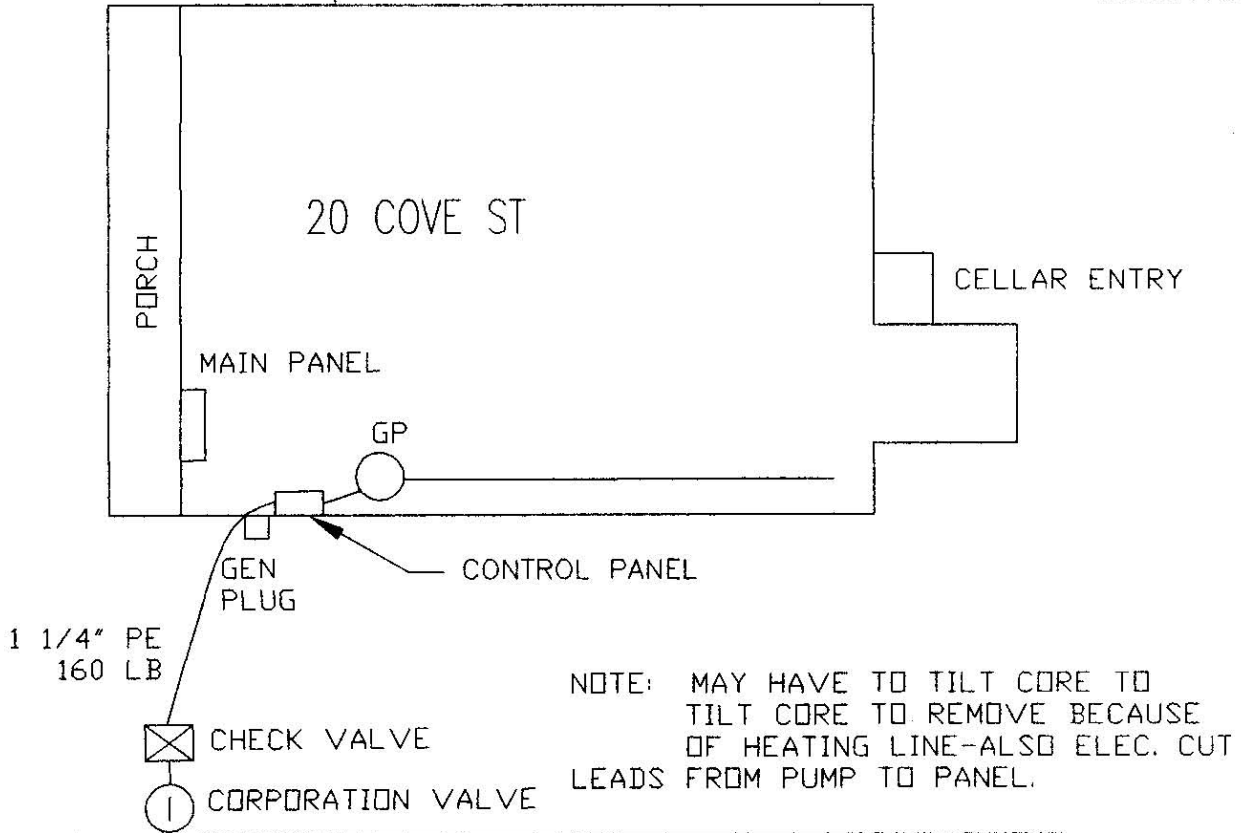 20 COVE ST
PORCH
CELLAR ENTRY
MAIN PANEL
GP
GEN
PLUG
CONTROL PANEL
1 1/4" PE
160 LB
NOTE: MAY HAVE TO TILT CORE TO
TILT CORE TO REMOVE BECAUSE
OF HEATING LINE-ALSO ELEC. CUT
LEADS FROM PUMP TO PANEL.
CHECK VALVE
CORPORATION VALVE